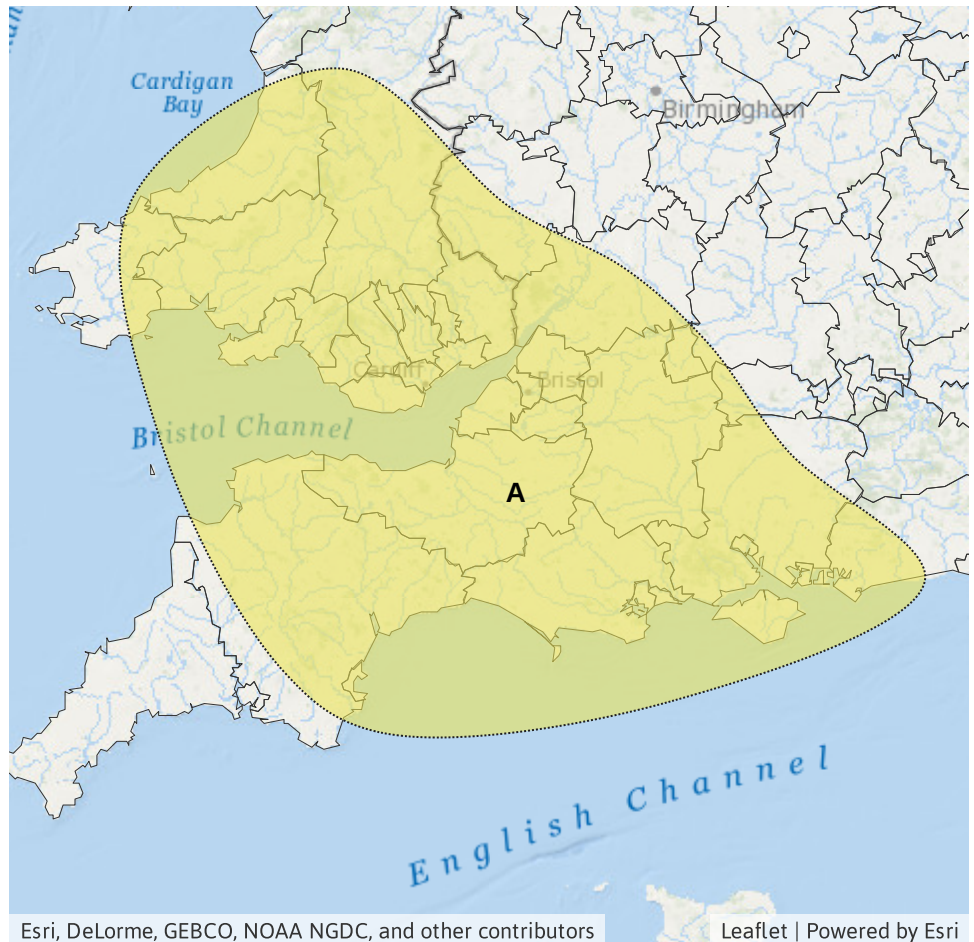 Cardigan
Bay
Birmingham
Cardiff
Bristol
Bristol Channel
A
English Channel
Esri, DeLorme, GEBCO, NOAA NGDC, and other contributors
Leaflet | Powered by Esri